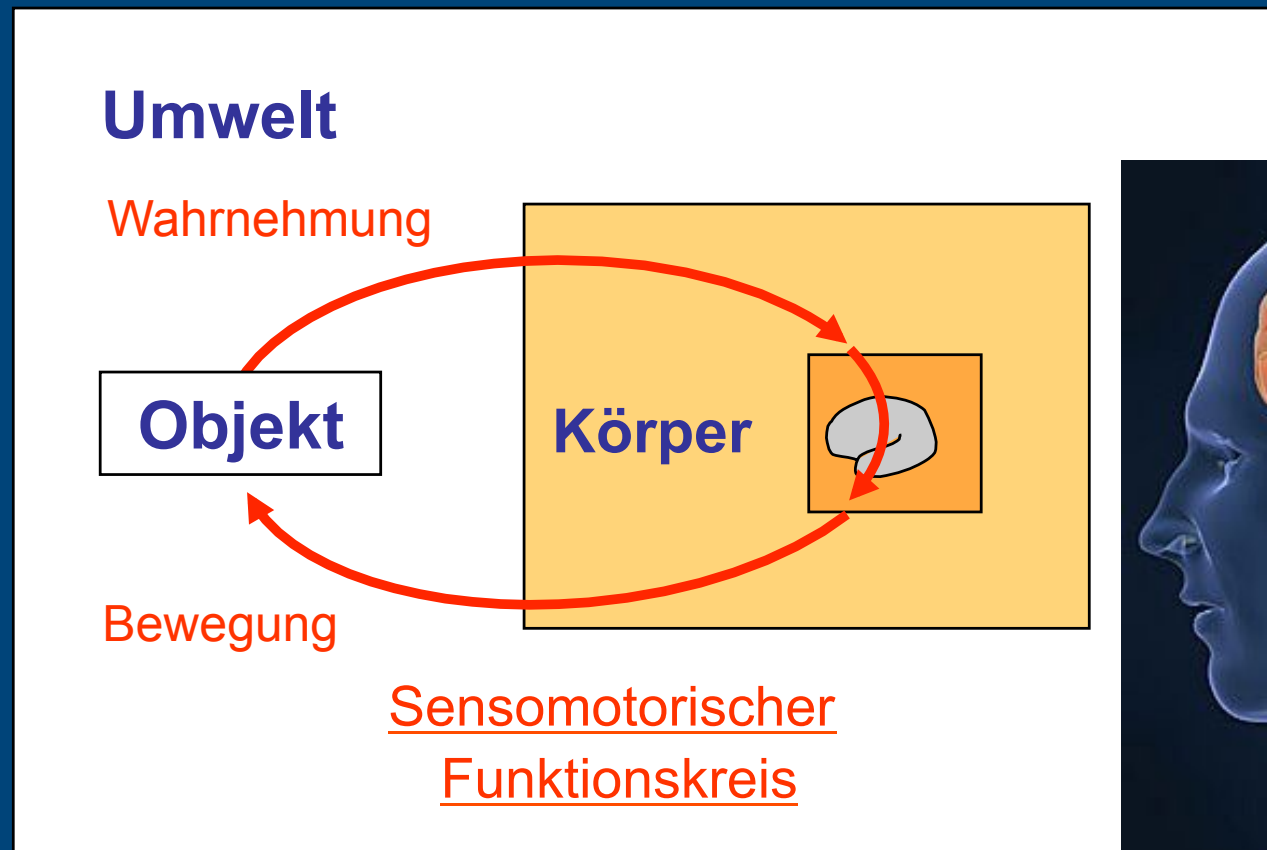 Umwelt
Wahrnehmung
Objekt
Körper
Bewegung
Sensomotorischer
Funktionskreis